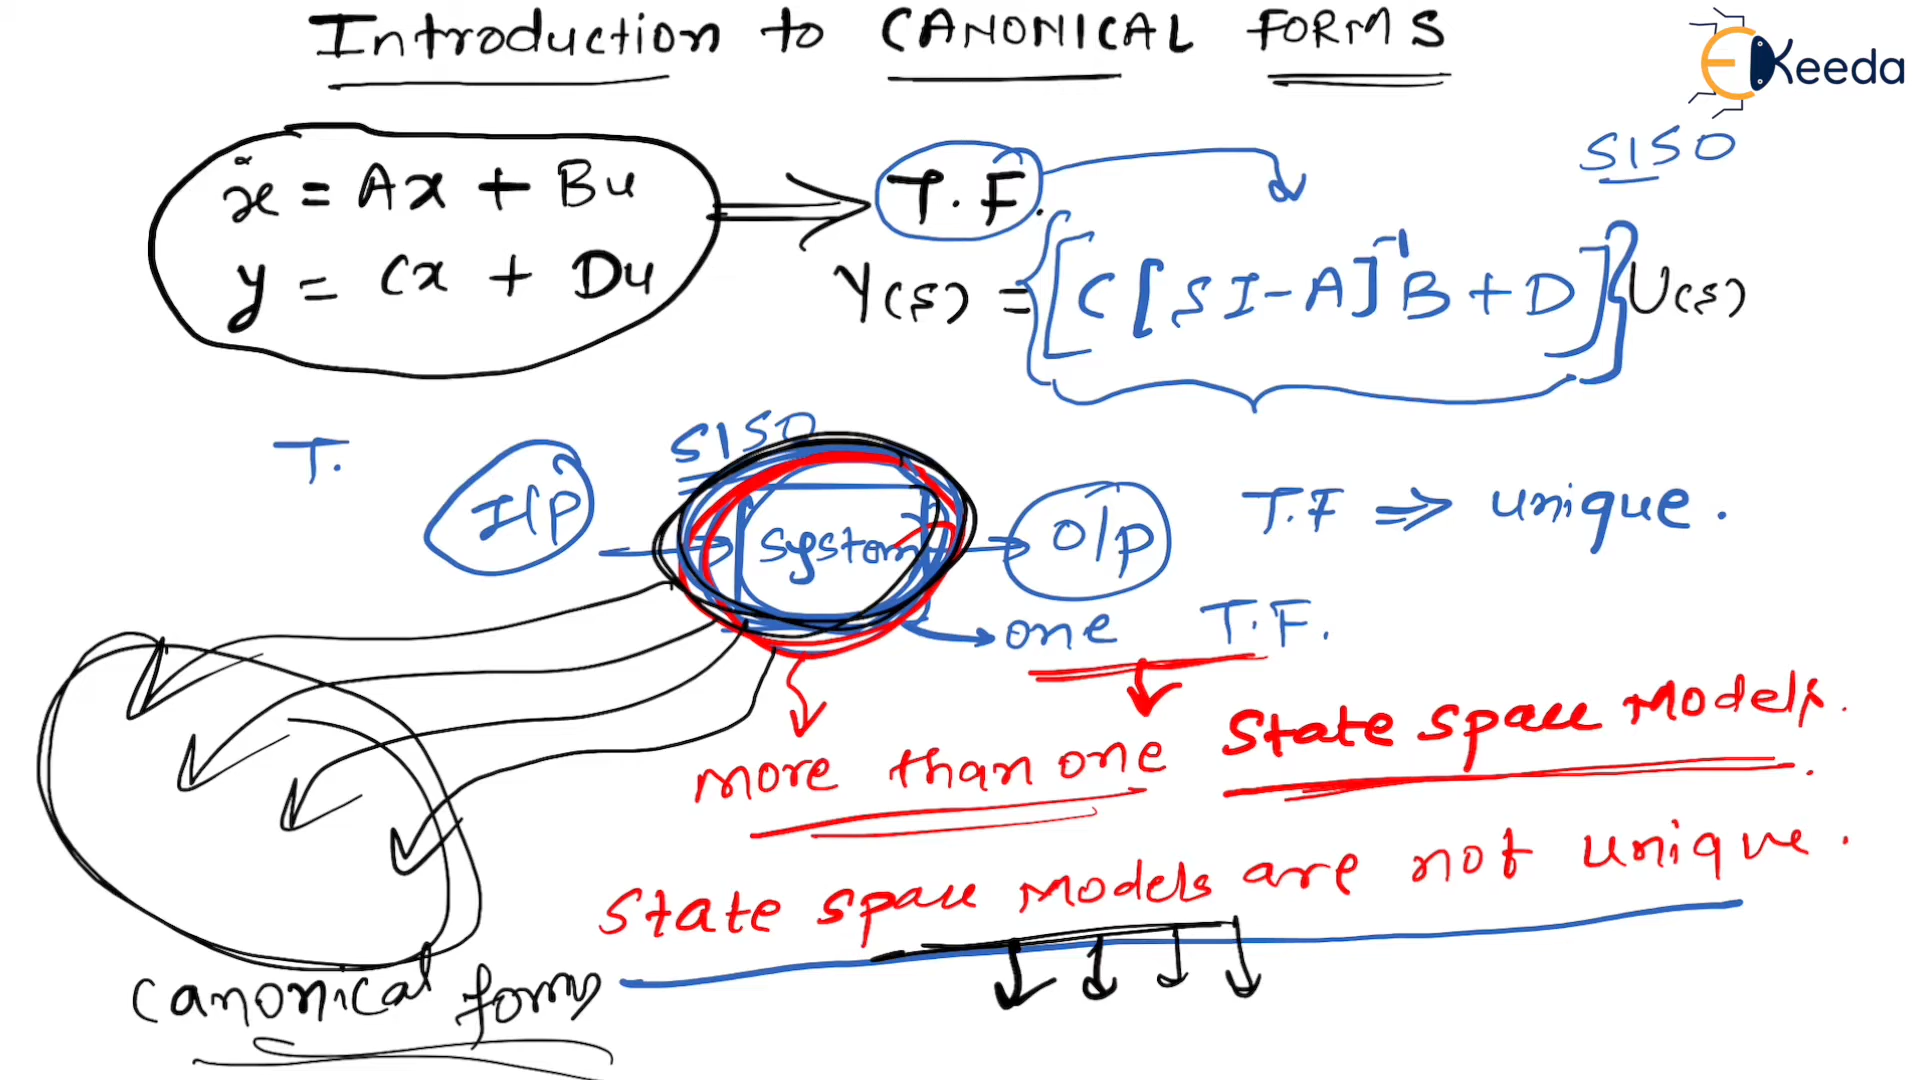 Introduction to CANONICAL FORMS
EKeeda
SISO
ẋ = Ax + Bu
y = Cx + Du
T.F.
Y(s) = {[C[SI-A]⁻¹B+D]}U(s)
T.
SISO
I/p
System
O/p
T.F ⇒ unique.
one T.F.
more than one State space Models.
State space Models are not unique.
canonical forms